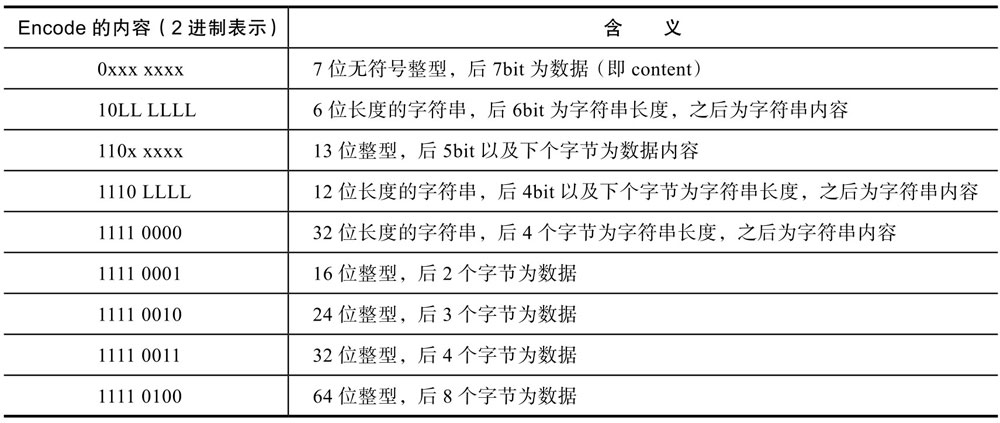 Encode 的内容（2 进制表示） 含 义
0xxx xxxx 7 位无符号整型，后 7bit 为数据（即 content）
10LL LLLL 6 位长度的字符串，后 6bit 为字符串长度，之后为字符串内容
110x xxxx 13 位整型，后 5bit 以及下个字节为数据内容
1110 LLLL 12 位长度的字符串，后 4bit 以及下个字节为字符串长度，之后为字符串内容
1111 0000 32 位长度的字符串，后 4 个字节为字符串长度，之后为字符串内容
1111 0001 16 位整型，后 2 个字节为数据
1111 0010 24 位整型，后 3 个字节为数据
1111 0011 32 位整型，后 4 个字节为数据
1111 0100 64 位整型，后 8 个字节为数据